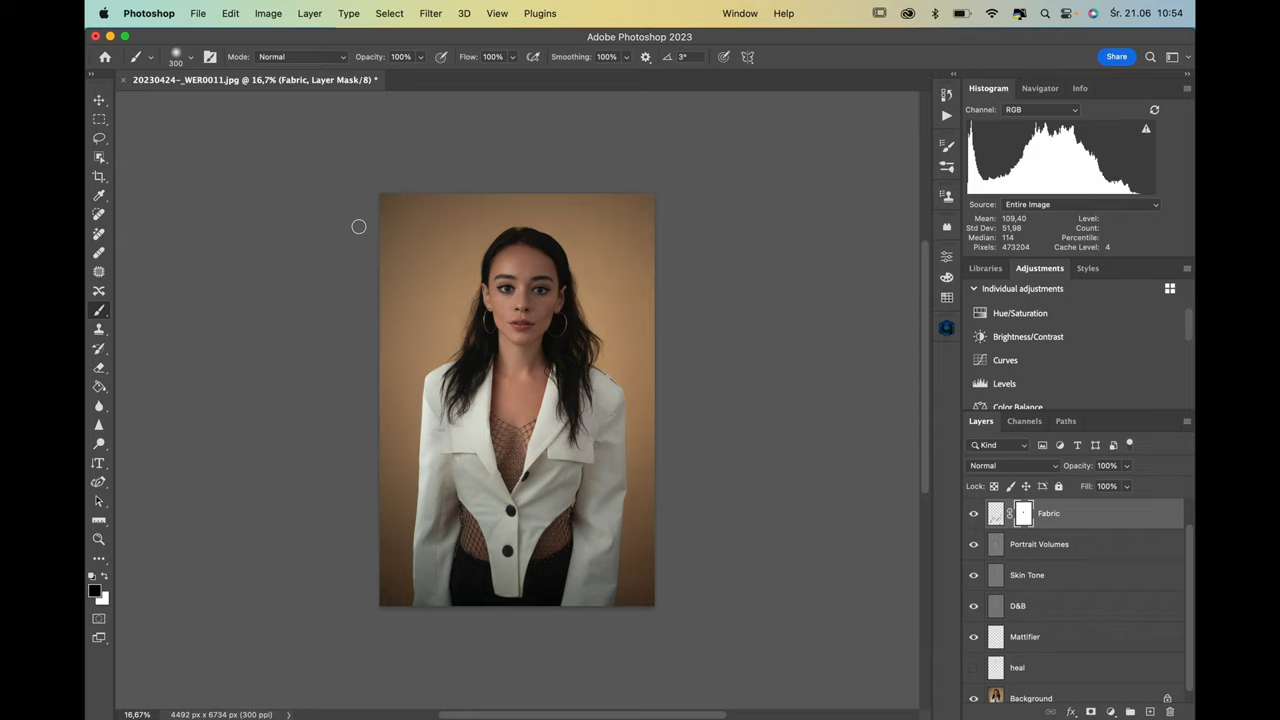 Photoshop File Edit Image Layer Type Select Filter 3D View Plugins Window Help Śr. 21.06 10:54
Adobe Photoshop 2023
300 Mode: Normal Opacity: 100% Flow: 100% Smoothing: 100% 3° Share
20230424-_WER0011.jpg @ 16,7% (Fabric, Layer Mask/8) *
Histogram Navigator Info
Channel: RGB
Source: Entire Image
Mean: 109,40 Level:
Std Dev: 51,98 Count:
Median: 114 Percentile:
Pixels: 473204 Cache Level: 4
Libraries Adjustments Styles
Individual adjustments
Hue/Saturation
Brightness/Contrast
Curves
Levels
Color Balance
Layers Channels Paths
Kind
Normal Opacity: 100%
Lock: Fill: 100%
Fabric
Portrait Volumes
Skin Tone
D&B
Mattifier
heal
Background
16,67% 4492 px x 6734 px (300 ppi)